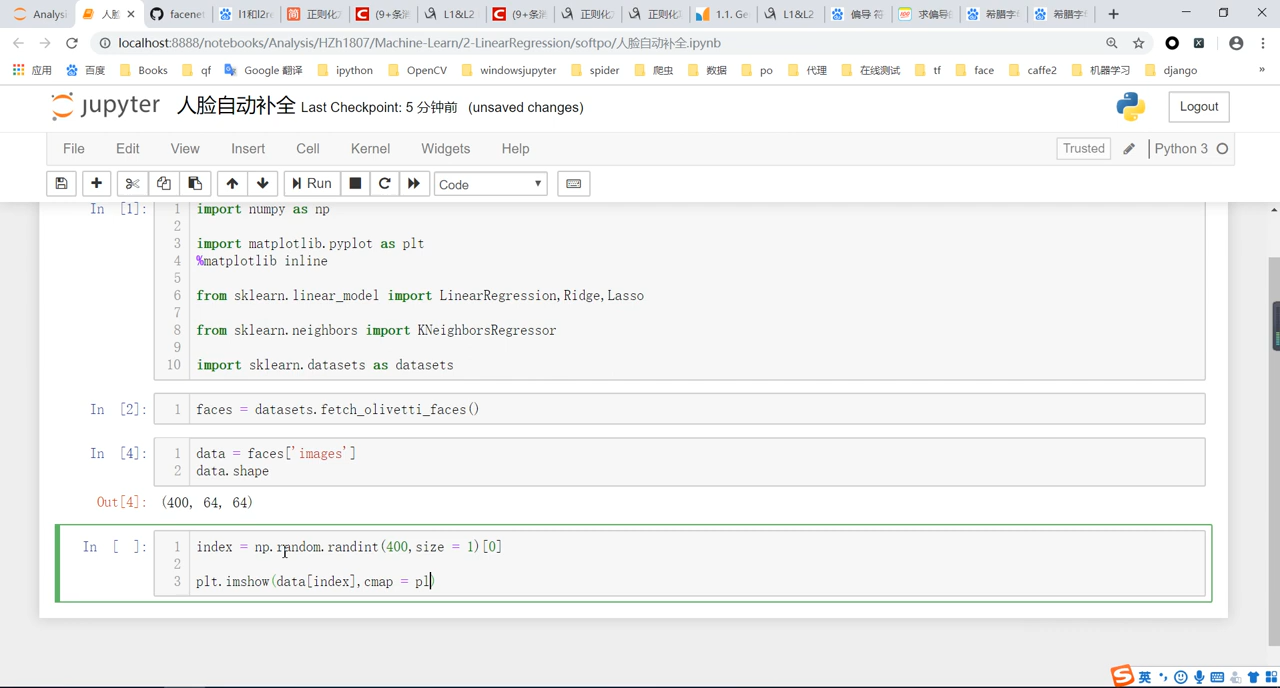 Analysi
人脸
facenet
l1和l2r
正则化
(9+条消
L1&L2
(9+条消
正则化
正则化
1.1. Ge
L1&L2
偏导 符
求偏导
希腊字
希腊字
localhost:8888/notebooks/Analysis/HZh1807/Machine-Learn/2-LinearRegression/softpo/人脸自动补全.ipynb
应用 百度 Books qf Google 翻译 ipython OpenCV windowsjupyter spider 爬虫 数据 po 代理 在线测试 tf face caffe2 机器学习 django »
jupyter 人脸自动补全 Last Checkpoint: 5 分钟前 (unsaved changes) Logout
File Edit View Insert Cell Kernel Widgets Help Trusted Python 3
Run Code
In [1]: 1 import numpy as np
2
3 import matplotlib.pyplot as plt
4 %matplotlib inline
5
6 from sklearn.linear_model import LinearRegression,Ridge,Lasso
7
8 from sklearn.neighbors import KNeighborsRegressor
9
10 import sklearn.datasets as datasets
In [2]: 1 faces = datasets.fetch_olivetti_faces()
In [4]: 1 data = faces['images']
2 data.shape
Out[4]: (400, 64, 64)
In [ ]: 1 index = np.random.randint(400,size = 1)[0]
2
3 plt.imshow(data[index],cmap = pl)
英